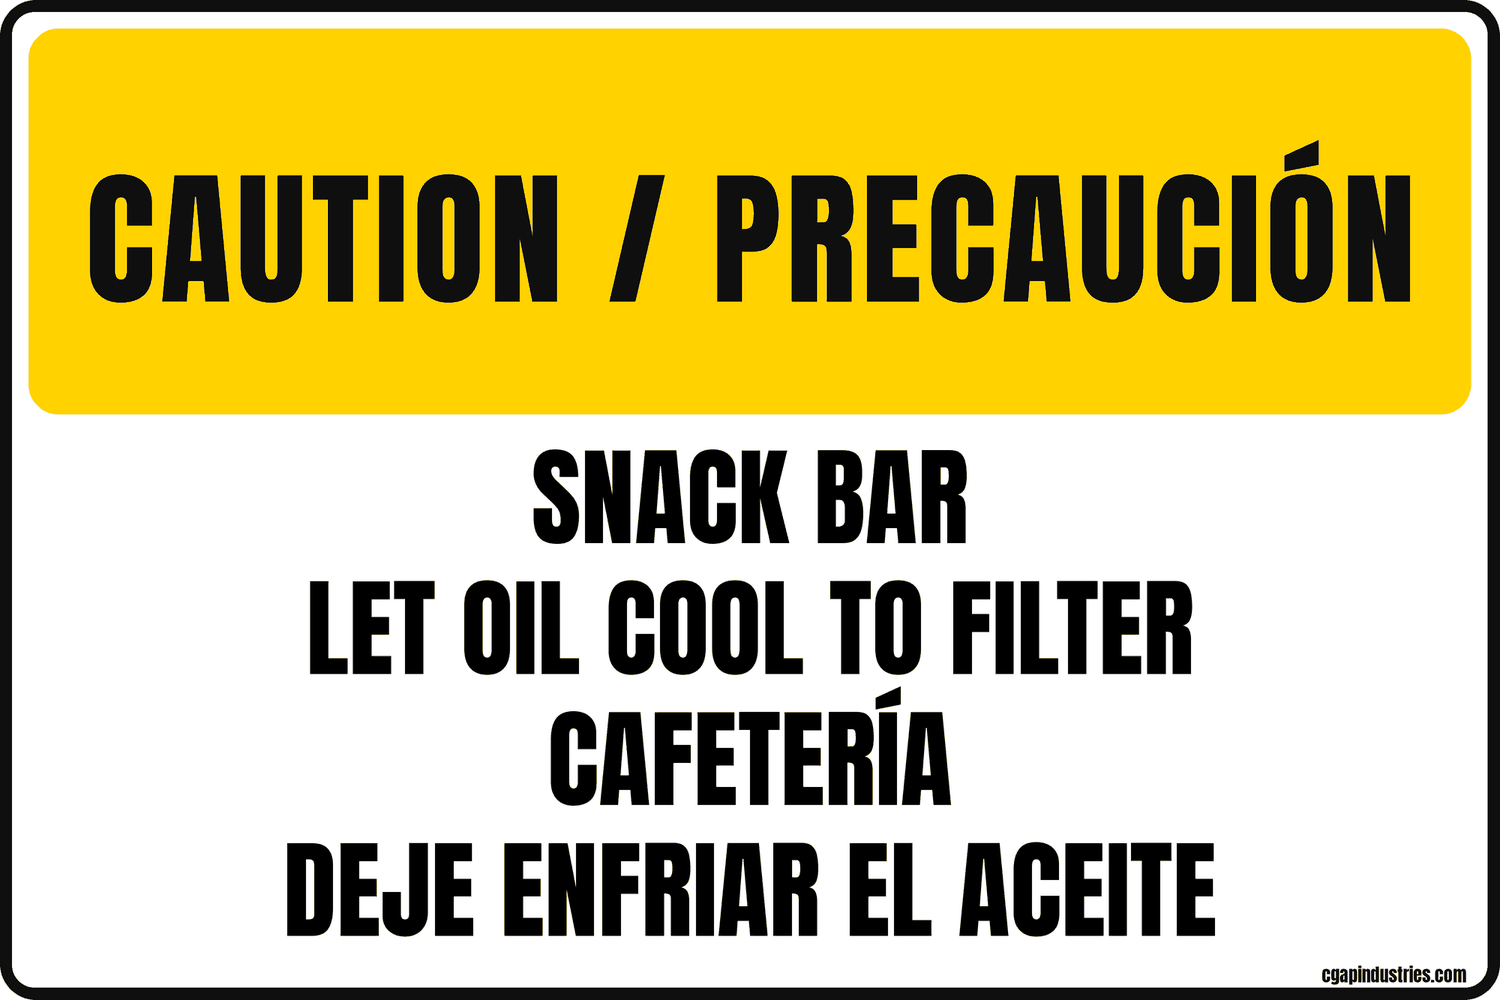 CAUTION / PRECAUCIÓN
SNACK BAR
LET OIL COOL TO FILTER
CAFETERÍA
DEJE ENFRIAR EL ACEITE
cgapindustries.com